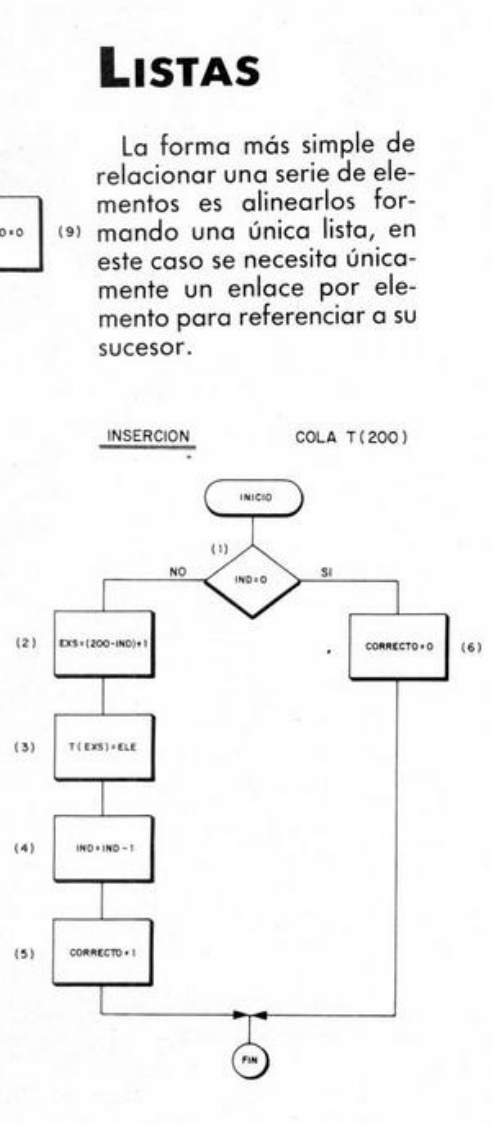 LISTAS
La forma más simple de
relacionar una serie de ele-
mentos es alinearlos for-
(9) mando una única lista, en
este caso se necesita única-
mente un enlace por ele-
mento para referenciar a su
sucesor.
INSERCION COLA T(200)
INICIO
(1)
NO IND=0 SI
(2) EXS=(200-IND)+1 CORRECTO=0 (6)
(3) T(EXS)=ELE
(4) IND=IND-1
(5) CORRECTO=1
FIN